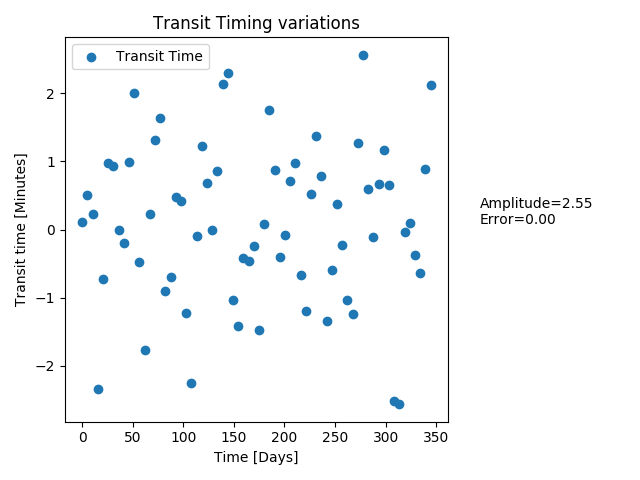 Transit Timing variations
Transit Time
Transit time [Minutes]
2
1
0
−1
−2
0 50 100 150 200 250 300 350
Time [Days]
Amplitude=2.55
Error=0.00